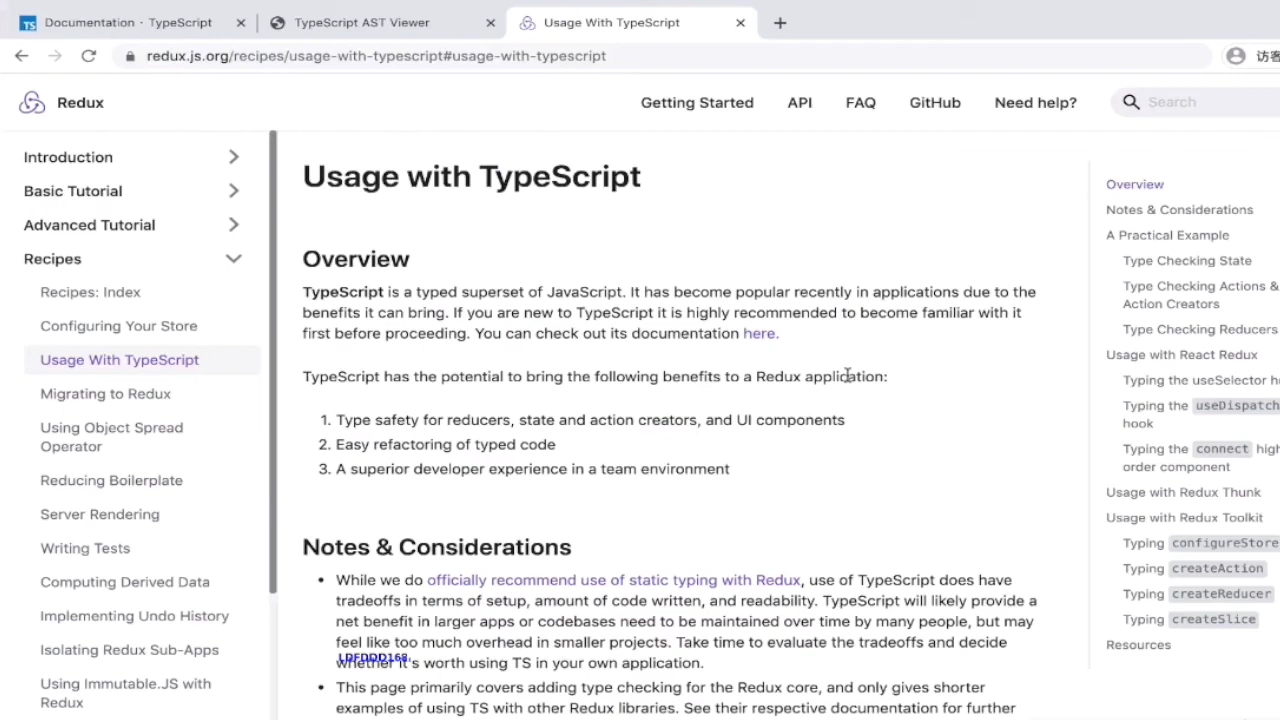 Documentation · TypeScript
TypeScript AST Viewer
Usage With TypeScript
redux.js.org/recipes/usage-with-typescript#usage-with-typescript
访客
Redux
Getting Started
API
FAQ
GitHub
Need help?
Search
Introduction
Basic Tutorial
Advanced Tutorial
Recipes
Recipes: Index
Configuring Your Store
Usage With TypeScript
Migrating to Redux
Using Object Spread
Operator
Reducing Boilerplate
Server Rendering
Writing Tests
Computing Derived Data
Implementing Undo History
Isolating Redux Sub-Apps
Using Immutable.JS with
Redux
Usage with TypeScript
Overview
TypeScript is a typed superset of JavaScript. It has become popular recently in applications due to the
benefits it can bring. If you are new to TypeScript it is highly recommended to become familiar with it
first before proceeding. You can check out its documentation here.
TypeScript has the potential to bring the following benefits to a Redux application:
1. Type safety for reducers, state and action creators, and UI components
2. Easy refactoring of typed code
3. A superior developer experience in a team environment
Notes & Considerations
• While we do officially recommend use of static typing with Redux, use of TypeScript does have
tradeoffs in terms of setup, amount of code written, and readability. TypeScript will likely provide a
net benefit in larger apps or codebases need to be maintained over time by many people, but may
feel like too much overhead in smaller projects. Take time to evaluate the tradeoffs and decide
LDFDDD168
whether it's worth using TS in your own application.
• This page primarily covers adding type checking for the Redux core, and only gives shorter
examples of using TS with other Redux libraries. See their respective documentation for further
Overview
Notes & Considerations
A Practical Example
Type Checking State
Type Checking Actions &
Action Creators
Type Checking Reducers
Usage with React Redux
Typing the useSelector h
Typing the useDispatch
hook
Typing the connect high
order component
Usage with Redux Thunk
Usage with Redux Toolkit
Typing configureStore
Typing createAction
Typing createReducer
Typing createSlice
Resources